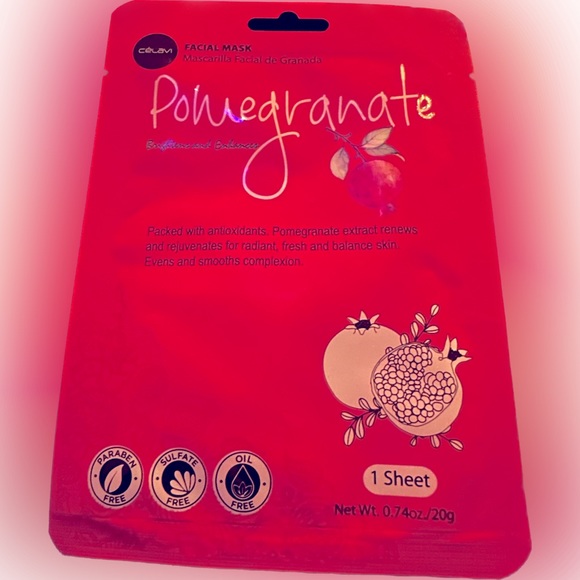 Célavi
FACIAL MASK
Mascarilla Facial de Granada
Pomegranate
Packed with antioxidants. Pomegranate extract renews
and rejuvenates for radiant, fresh and balance skin.
Evens and smooths complexion.
PARABEN
FREE
SULFATE
FREE
OIL
FREE
1 Sheet
Net Wt. 0.74oz./20g